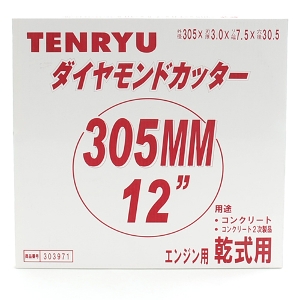 TENRYU
外径305×刃厚3.0×刃幅7.5×穴径30.5
ダイヤモンドカッター
305MM
12”
用途
・コンクリート
・コンクリート2次製品
エンジン用 乾式用
商品番号 303971